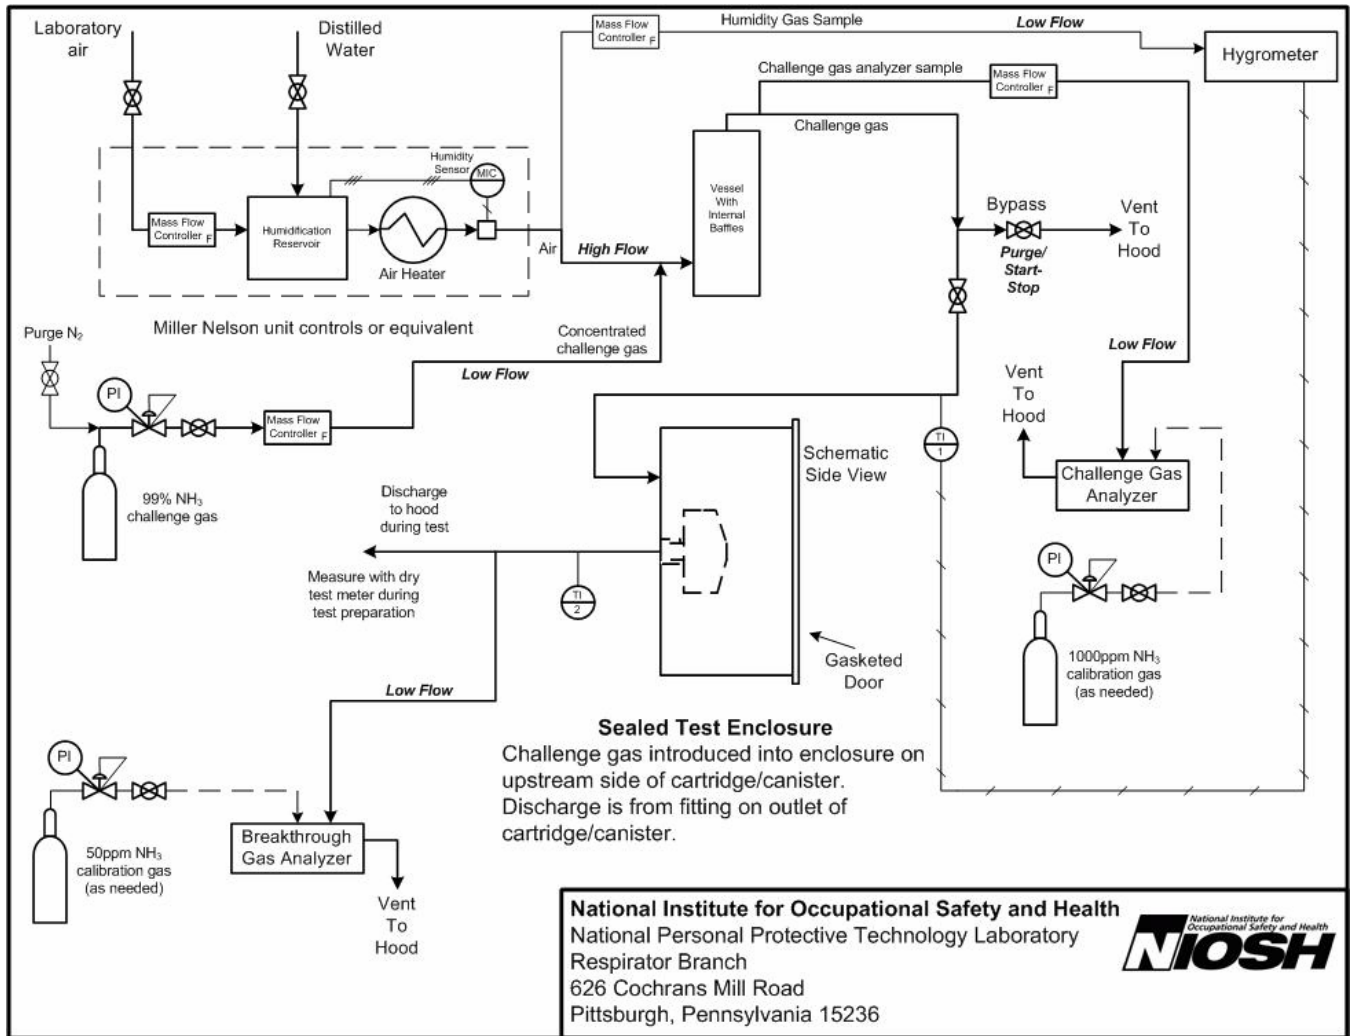 Laboratory
air
Distilled
Water
Mass Flow
Controller F
Humidity Gas Sample
Low Flow
Hygrometer
Challenge gas analyzer sample
Mass Flow
Controller F
Challenge gas
Humidity
Sensor
MIC
Mass Flow
Controller F
Humidification
Reservoir
Air Heater
Air
High Flow
Vessel
With
Internal
Baffles
Bypass
Purge/
Start-
Stop
Vent
To
Hood
Miller Nelson unit controls or equivalent
Purge N₂
PI
Mass Flow
Controller F
Concentrated
challenge gas
Low Flow
99% NH₃
challenge gas
Low Flow
Vent
To
Hood
TI
1
Challenge Gas
Analyzer
Schematic
Side View
Discharge
to hood
during test
Measure with dry
test meter during
test preparation
TI
2
PI
1000ppm NH₃
calibration gas
(as needed)
Gasketed
Door
Low Flow
Sealed Test Enclosure
Challenge gas introduced into enclosure on
upstream side of cartridge/canister.
Discharge is from fitting on outlet of
cartridge/canister.
PI
50ppm NH₃
calibration gas
(as needed)
Breakthrough
Gas Analyzer
Vent
To
Hood
National Institute for Occupational Safety and Health
National Personal Protective Technology Laboratory
Respirator Branch
626 Cochrans Mill Road
Pittsburgh, Pennsylvania 15236
National Institute for
Occupational Safety and Health
NIOSH